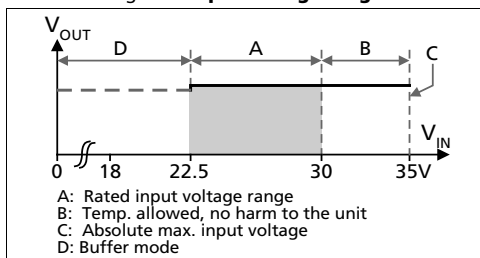 V_OUT
D A B C
V_IN
0 18 22.5 30 35V
A: Rated input voltage range
B: Temp. allowed, no harm to the unit
C: Absolute max. input voltage
D: Buffer mode